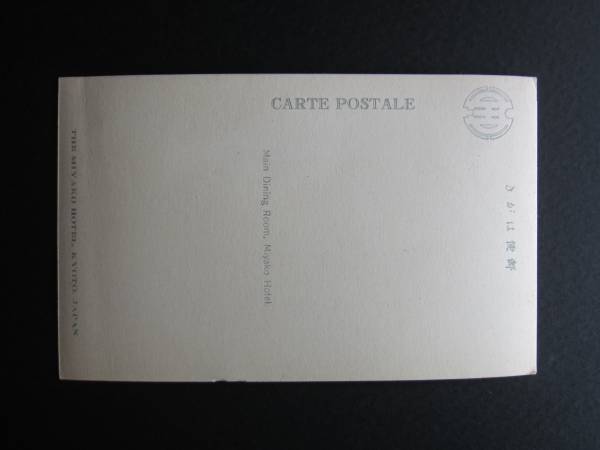 CARTE POSTALE
きがは便郵
Main Dining Room, Miyako Hotel.
THE MIYAKO HOTEL, KYOTO, JAPAN